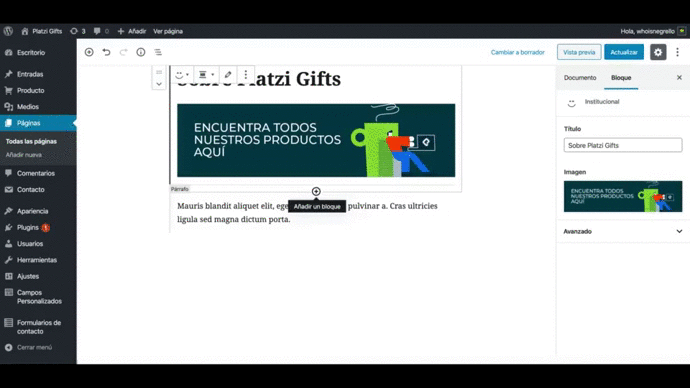 Platzi Gifts
3
Añadir
Ver página
Hola, whoisnegrello
Escritorio
Entradas
Producto
Medios
Páginas
Todas las páginas
Añadir nueva
Comentarios
Contacto
Apariencia
Plugins 1
Usuarios
Herramientas
Ajustes
Campos
Personalizados
Formularios de
contacto
Cerrar menú
Cambiar a borrador
Vista previa
Actualizar
Sobre Platzi Gifts
ENCUENTRA TODOS
NUESTROS PRODUCTOS
AQUÍ
Párrafo
Añadir un bloque
Mauris blandit aliquet elit, ege pulvinar a. Cras ultricies
ligula sed magna dictum porta.
Documento
Bloque
Institucional
Título
Sobre Platzi Gifts
Imagen
ENCUENTRA TODOS
NUESTROS PRODUCTOS
AQUÍ
Avanzado